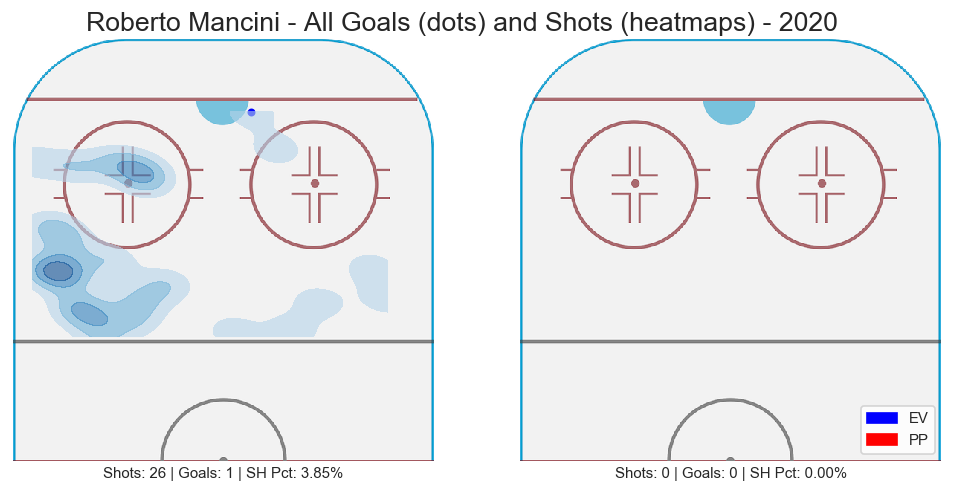 Roberto Mancini - All Goals (dots) and Shots (heatmaps) - 2020
EV
PP
Shots: 26 | Goals: 1 | SH Pct: 3.85%
Shots: 0 | Goals: 0 | SH Pct: 0.00%